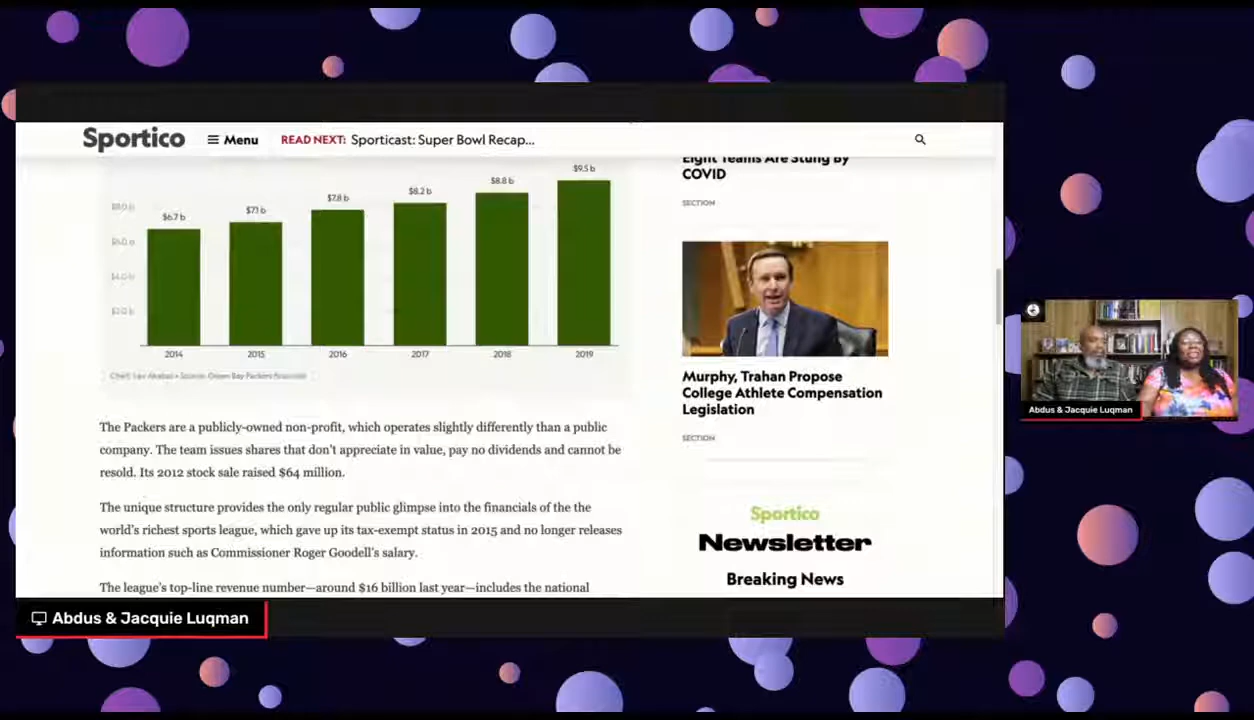 Sportico
Menu
READ NEXT: Sporticast: Super Bowl Recap...
$6.7 b
$7.1 b
$7.8 b
$8.2 b
$8.8 b
$9.5 b
2014
2015
2016
2017
2018
2019
The Packers are a publicly-owned non-profit, which operates slightly differently than a public
company. The team issues shares that don't appreciate in value, pay no dividends and cannot be
resold. Its 2012 stock sale raised $64 million.
The unique structure provides the only regular public glimpse into the financials of the the
world's richest sports league, which gave up its tax-exempt status in 2015 and no longer releases
information such as Commissioner Roger Goodell's salary.
The league's top-line revenue number—around $16 billion last year—includes the national
Eight Teams Are Stung By
COVID
SECTION
Murphy, Trahan Propose
College Athlete Compensation
Legislation
SECTION
Sportico
Newsletter
Breaking News
Abdus & Jacquie Luqman
Abdus & Jacquie Luqman